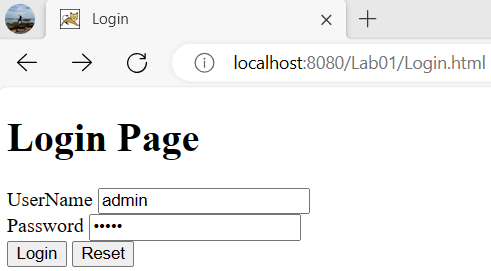 Login
localhost:8080/Lab01/Login.html
Login Page
UserName admin
Password •••••
Login Reset